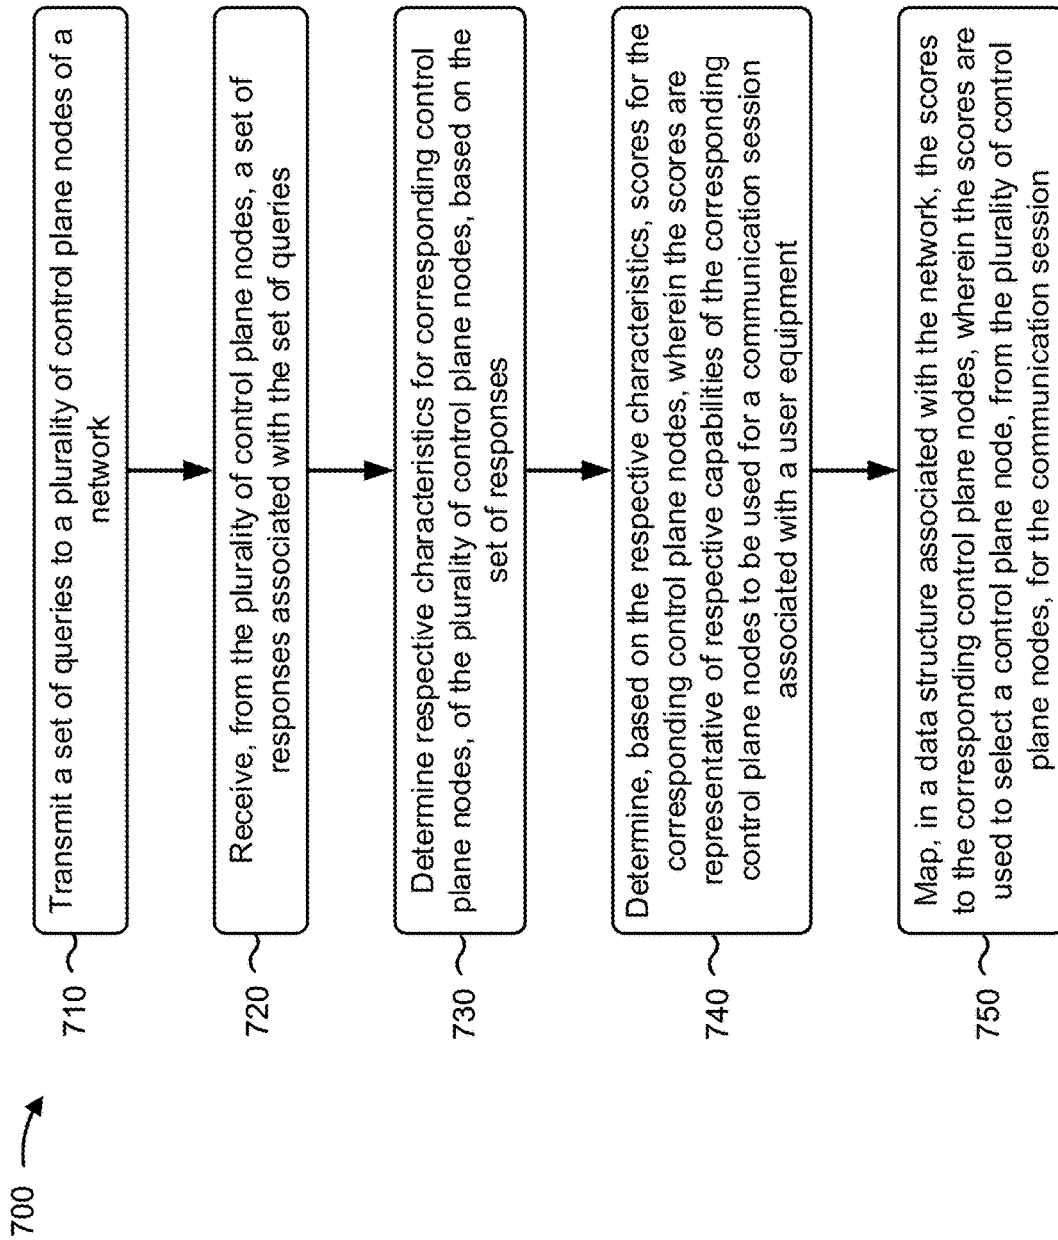 700
710
Transmit a set of queries to a plurality of control plane nodes of a
network
720
Receive, from the plurality of control plane nodes, a set of
responses associated with the set of queries
730
Determine respective characteristics for corresponding control
plane nodes, of the plurality of control plane nodes, based on the
set of responses
740
Determine, based on the respective characteristics, scores for the
corresponding control plane nodes, wherein the scores are
representative of respective capabilities of the corresponding
control plane nodes to be used for a communication session
associated with a user equipment
750
Map, in a data structure associated with the network, the scores
to the corresponding control plane nodes, wherein the scores are
used to select a control plane node, from the plurality of control
plane nodes, for the communication session